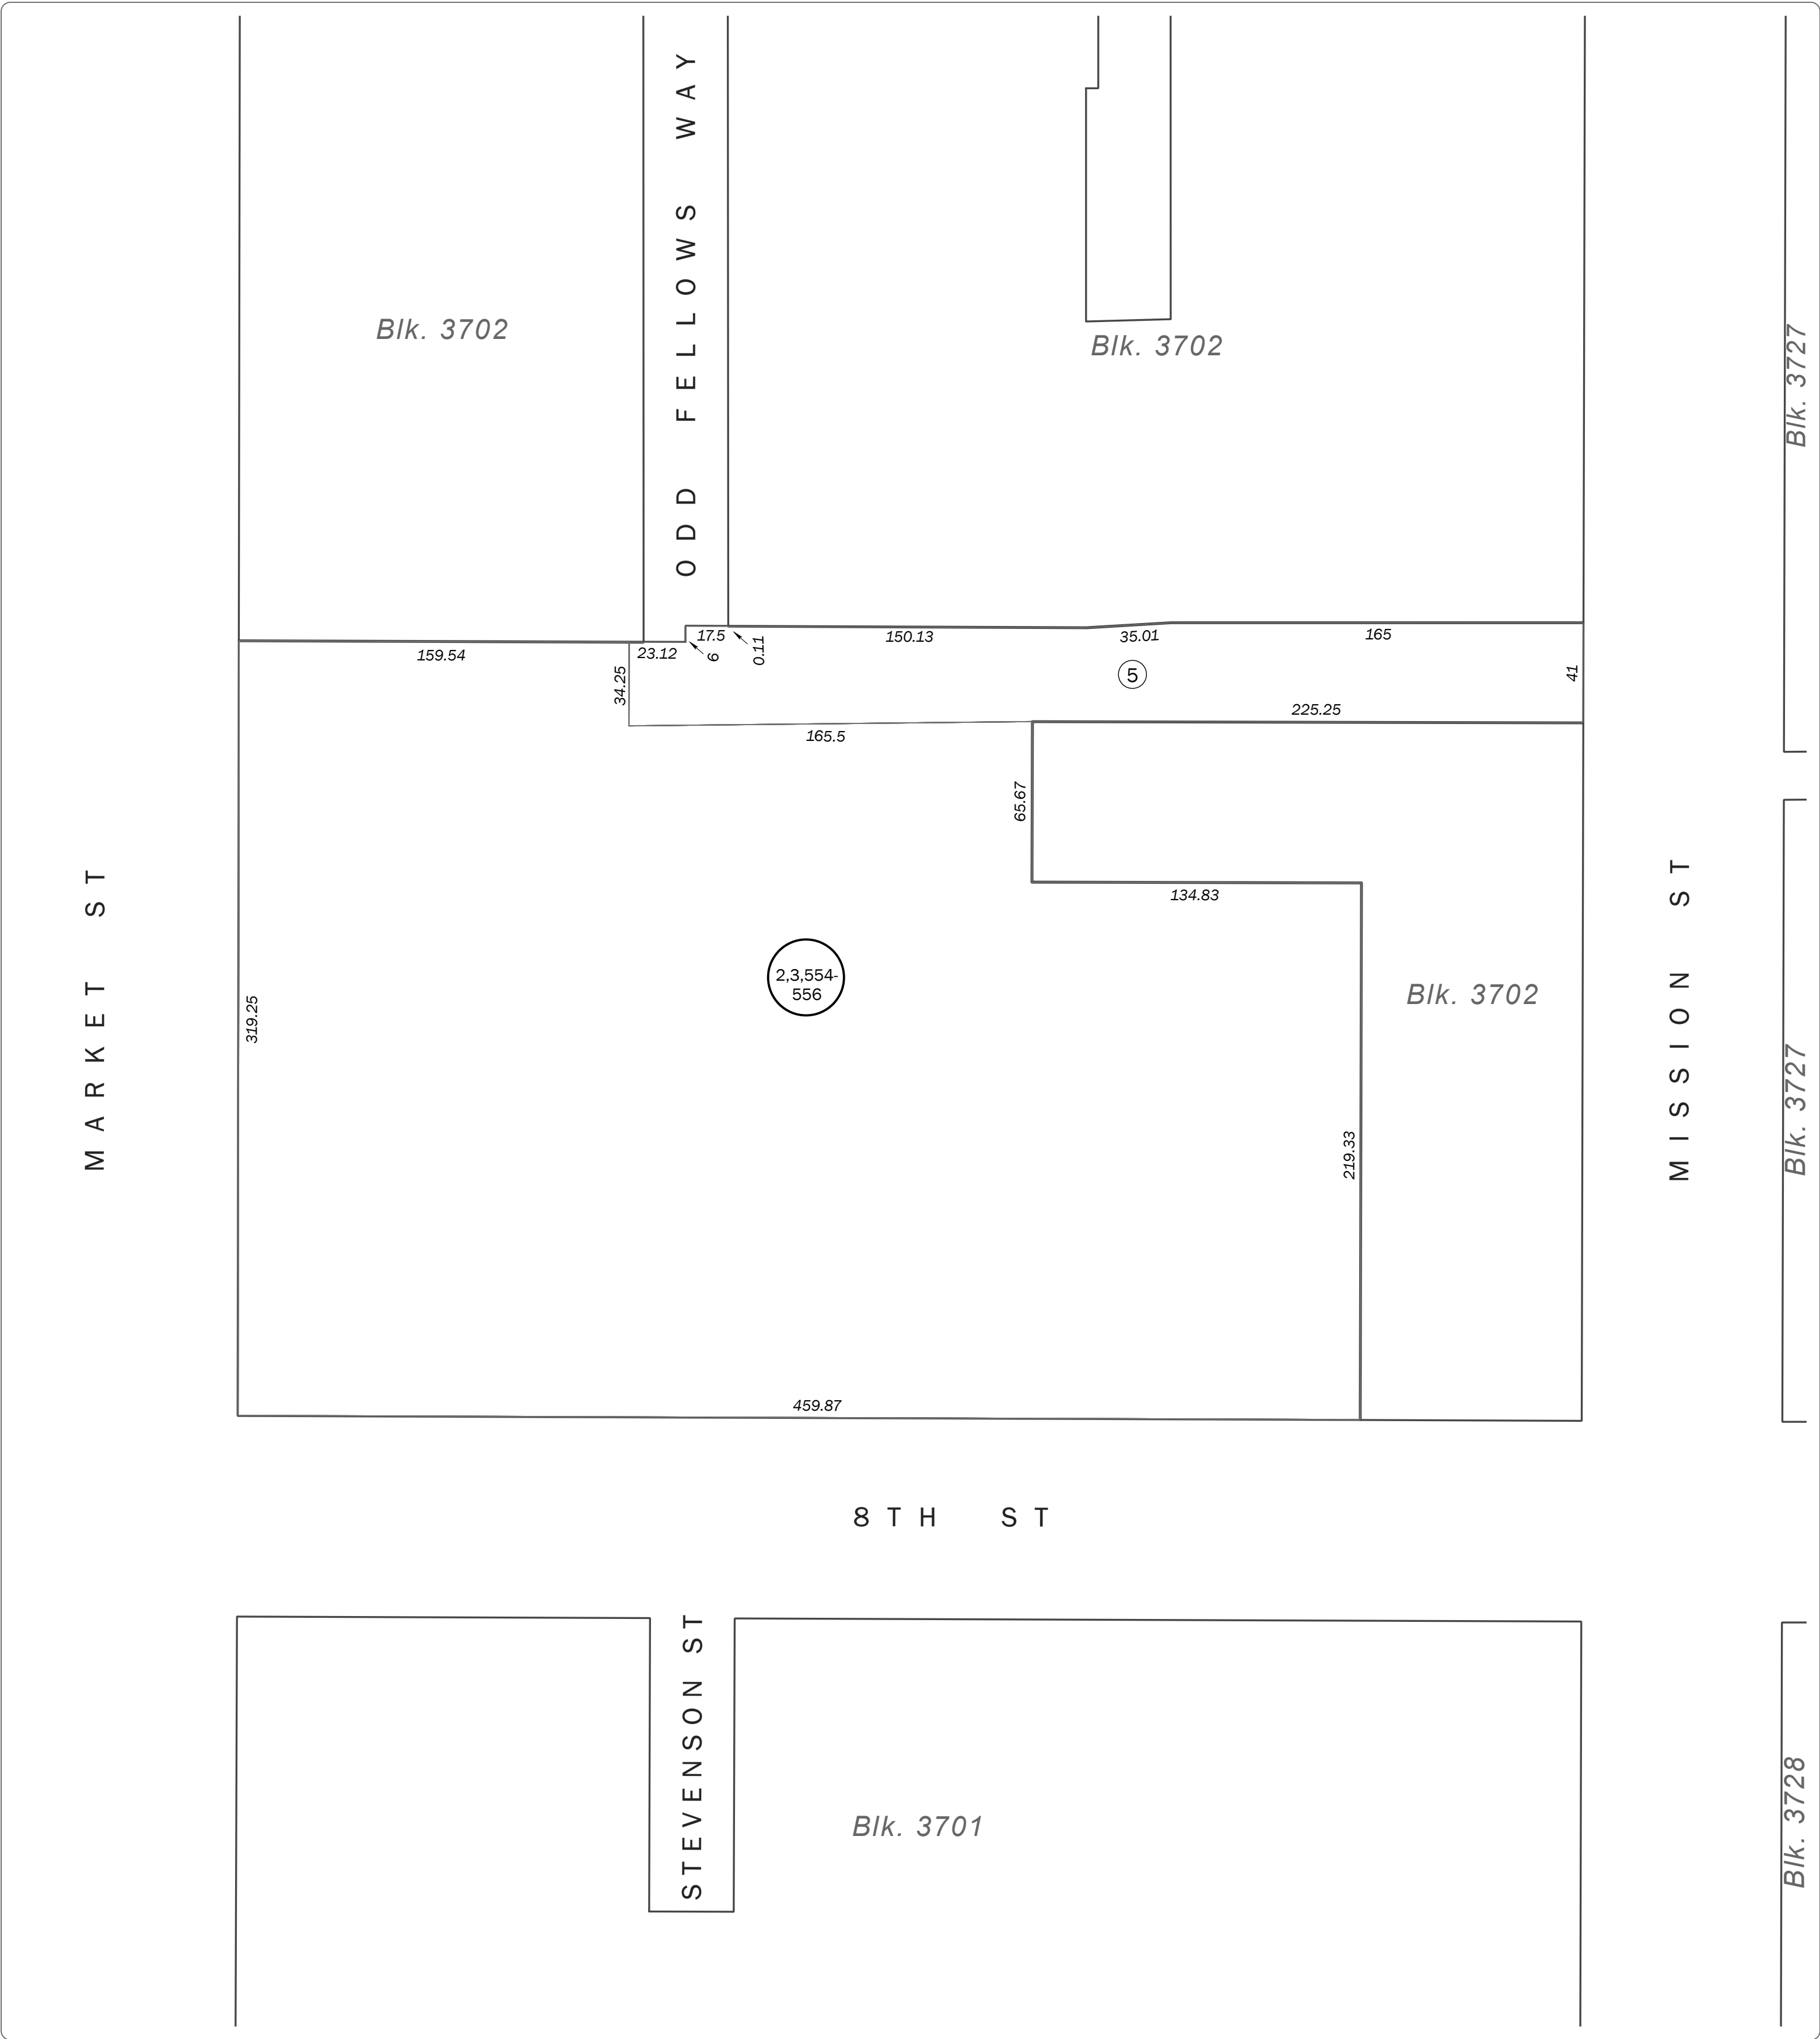 ODD FELLOWS WAY
Blk. 3702
Blk. 3702
Blk. 3727
17.5
0.11
150.13
35.01
165
159.54
23.12
6
34.25
5
41
225.25
165.5
65.67
134.83
MARKET ST
MISSION ST
2,3,554-
556
Blk. 3702
319.25
Blk. 3727
219.33
459.87
8TH ST
STEVENSON ST
Blk. 3701
Blk. 3728